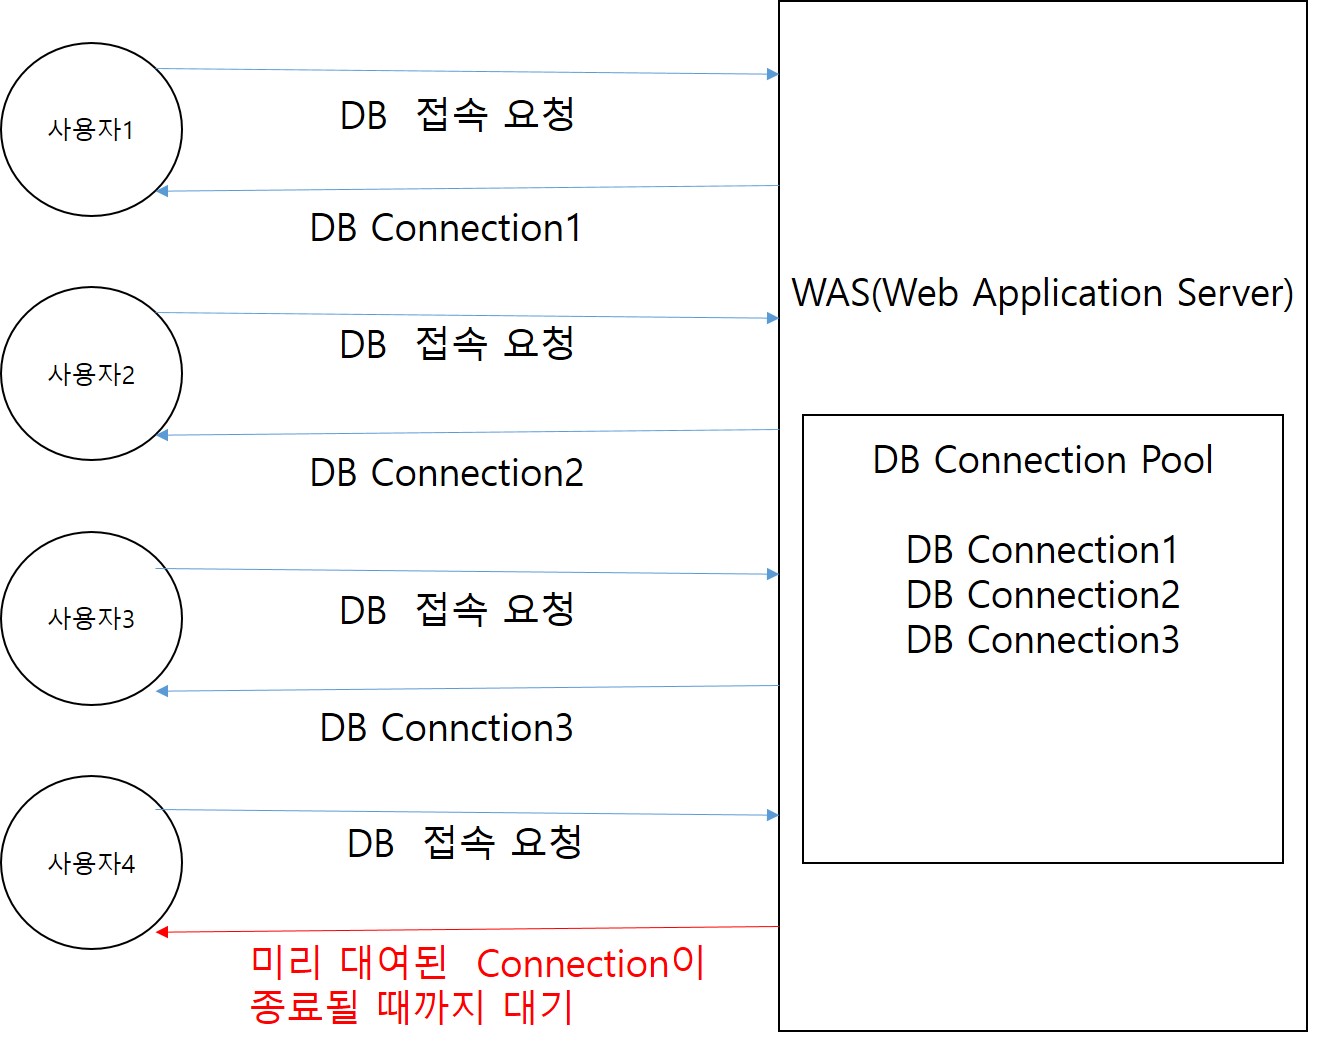 사용자1
DB 접속 요청
DB Connection1
사용자2
DB 접속 요청
DB Connection2
사용자3
DB 접속 요청
DB Connction3
사용자4
DB 접속 요청
미리 대여된 Connection이
종료될 때까지 대기
WAS(Web Application Server)
DB Connection Pool
DB Connection1
DB Connection2
DB Connection3